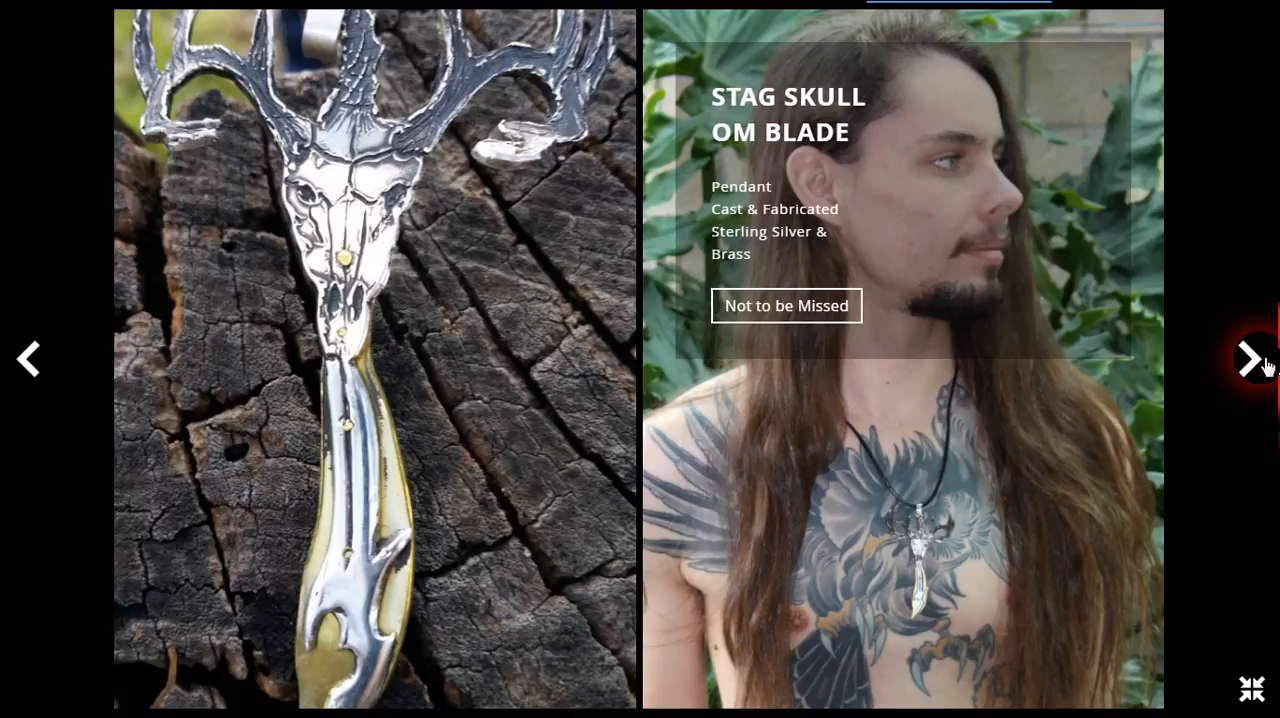 STAG SKULL
OM BLADE
Pendant
Cast & Fabricated
Sterling Silver &
Brass
Not to be Missed